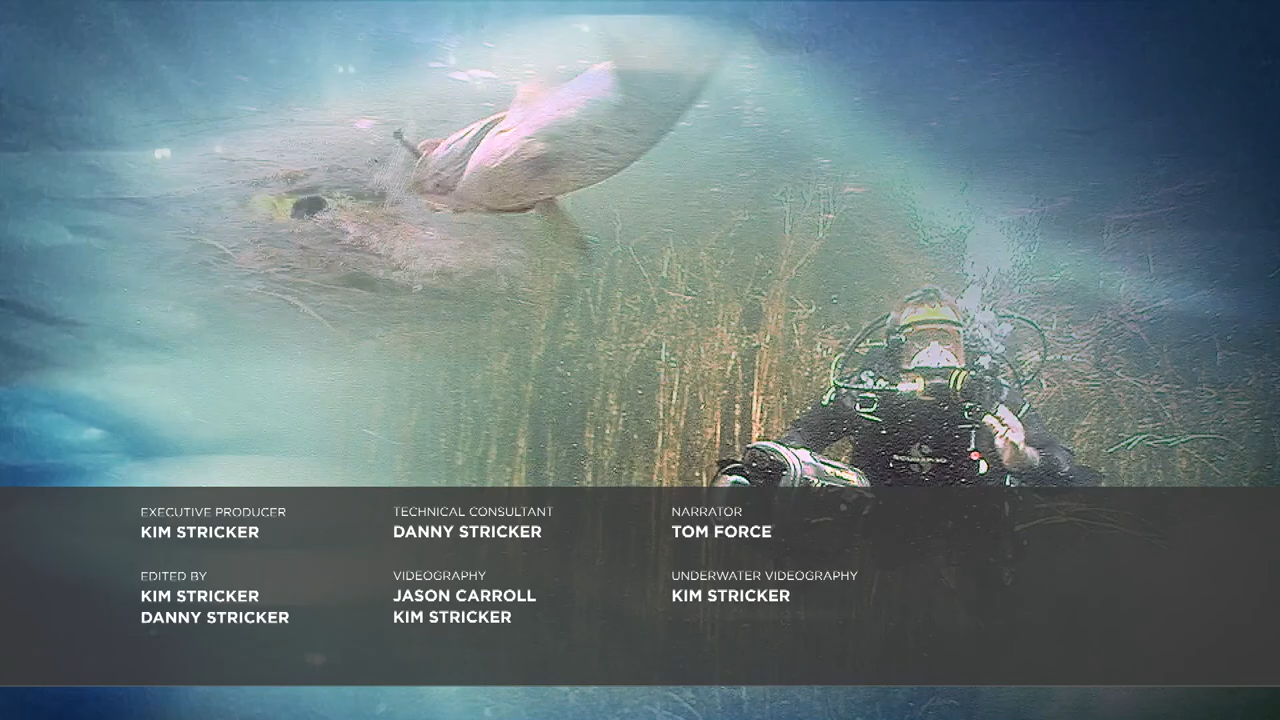 EXECUTIVE PRODUCER
KIM STRICKER
TECHNICAL CONSULTANT
DANNY STRICKER
NARRATOR
TOM FORCE
EDITED BY
KIM STRICKER
DANNY STRICKER
VIDEOGRAPHY
JASON CARROLL
KIM STRICKER
UNDERWATER VIDEOGRAPHY
KIM STRICKER